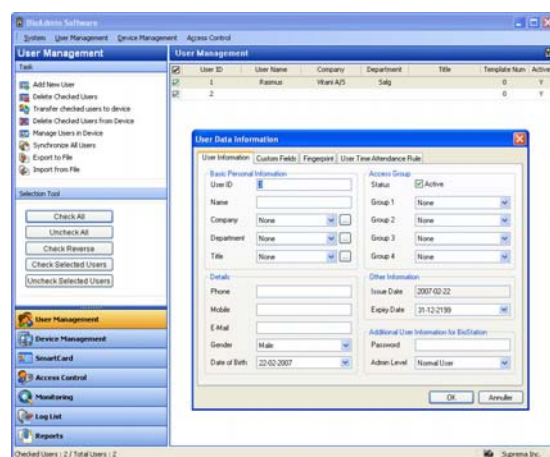 BioAdmin Software
System User Management Device Management Access Control
User Management
User Management
Task
Add New User
Delete Checked Users
Transfer checked users to device
Delete Checked Users from Device
Manage Users in Device
Synchronize All Users
Export to File
Import from File
Selection Tool
Check All
Uncheck All
Check Reverse
Check Selected Users
Uncheck Selected Users
User Management
Device Management
SmartCard
Access Control
Monitoring
Log List
Reports
User ID User Name Company Department Title Template Num Active
1 Rasmus Vitani A/S Salg 0 Y
2 0 Y
User Data Information
User Information Custom Fields Fingerprint User Time Attendance Rule
Basic Personal Information
User ID
Name
Company None ...
Department None ...
Title None ...
Details
Phone
Mobile
E-Mail
Gender Male
Date of Birth 22-02-2007
Access Group
Status Active
Group 1 None
Group 2 None
Group 3 None
Group 4 None
Other Information
Issue Date 2007-02-22
Expiry Date 31-12-2199
Additional User Information for BioStation
Password
Admin Level Normal User
OK Annuller
Checked Users : 2 / Total Users : 2
Suprema Inc.